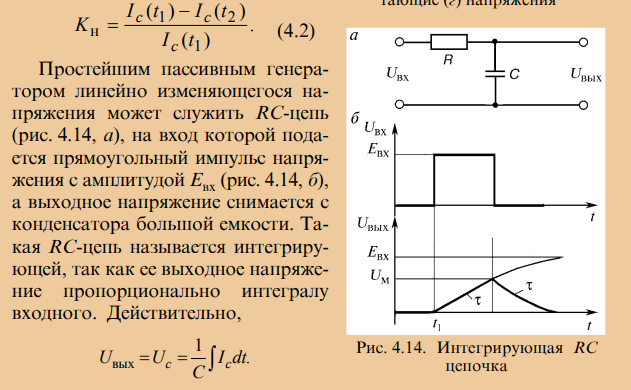 K_н = (I_c(t_1) − I_c(t_2)) / I_c(t_1). (4.2)
Простейшим пассивным генера-
тором линейно изменяющегося на-
пряжения может служить RC-цепь
(рис. 4.14, а), на вход которой пода-
ется прямоугольный импульс напря-
жения с амплитудой E_вх (рис. 4.14, б),
а выходное напряжение снимается с
конденсатора большой емкости. Та-
кая RC-цепь называется интегрирую-
щей, так как ее выходное напряже-
ние пропорционально интегралу
входного. Действительно,
U_вых = U_c = 1/C ∫ I_c dt.
тающие (г) напряжения
а
R
C
U_вх
U_вых
б
U_вх
E_вх
t
U_вых
E_вх
U_м
τ
τ
t_1
t
Рис. 4.14. Интегрирующая RC
цепочка